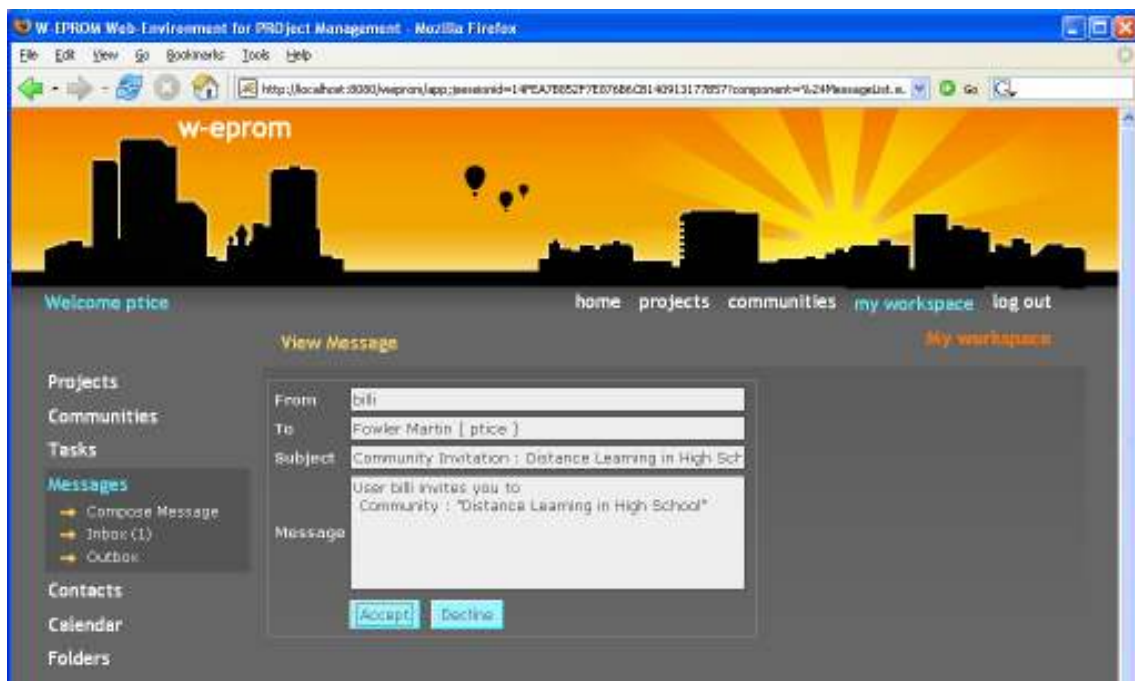 W-EPROM Web-Environment for PROject Management - Mozilla Firefox
File Edit View Go Bookmarks Tools Help
Go
w-eprom
Welcome ptice
home projects communities my workspace log out
View Message
My workspace
Projects
Communities
Tasks
Messages
Compose Message
Inbox (1)
Outbox
Contacts
Calendar
Folders
From billi
To Fowler Martin [ ptice ]
Subject Community Invitation : Distance Learning in High Sch
Message User billi invites you to
Community : "Distance Learning in High School"
Accept Decline